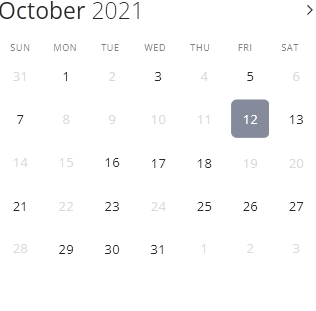 October 2021
SUN MON TUE WED THU FRI SAT
31 1 2 3 4 5 6
7 8 9 10 11 12 13
14 15 16 17 18 19 20
21 22 23 24 25 26 27
28 29 30 31 1 2 3